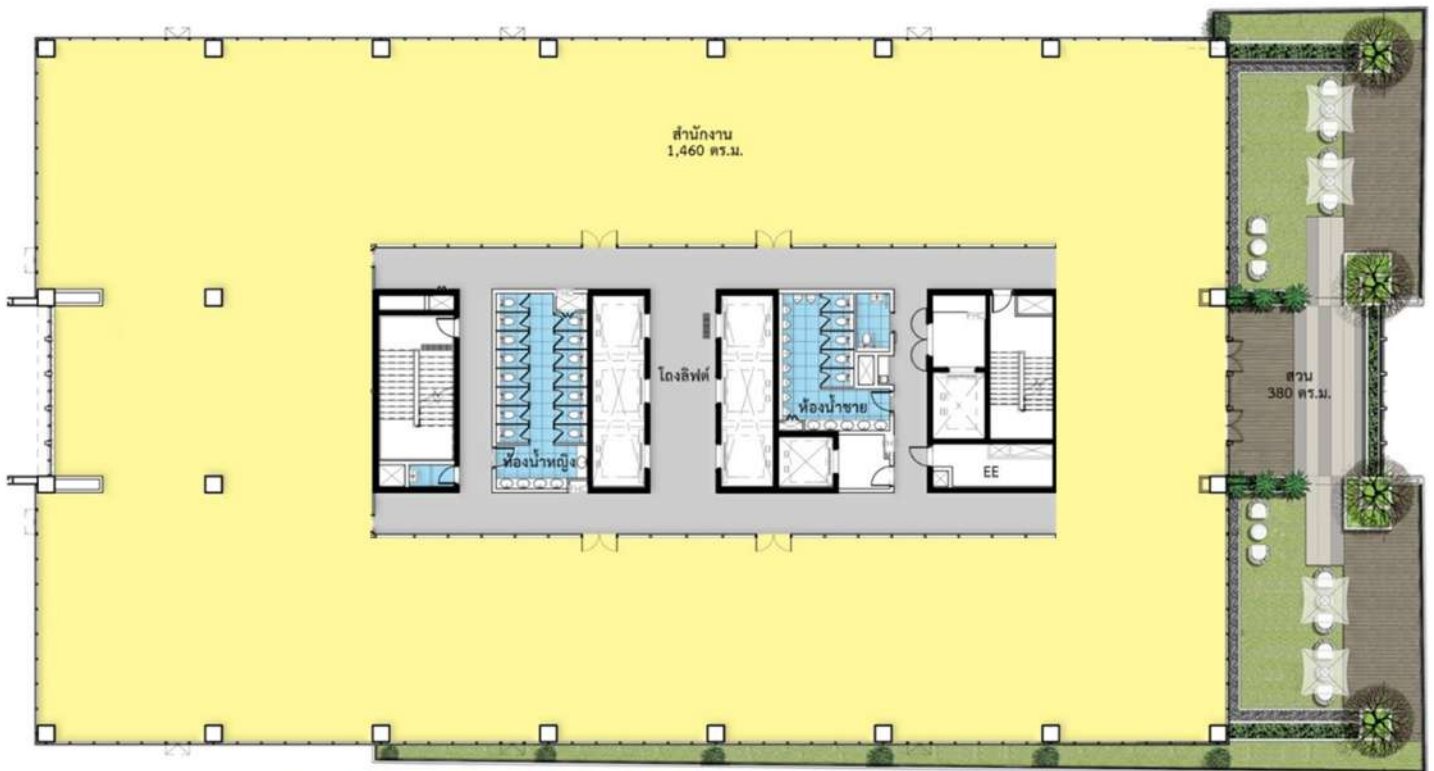 สำนักงาน
1,460 ตร.ม.
โถงลิฟต์
สวน
380 ตร.ม.
ห้องน้ำชาย
ห้องน้ำหญิง
EE